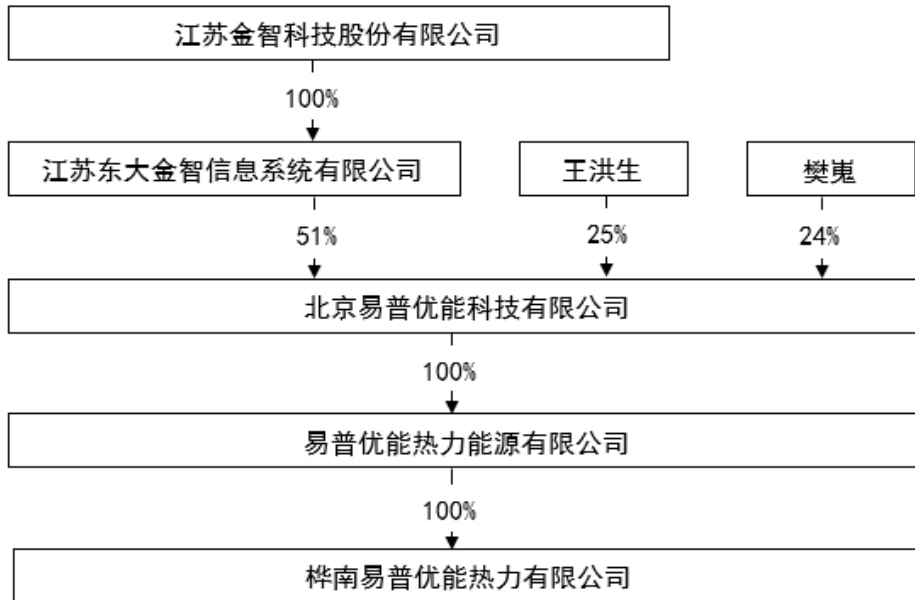 江苏金智科技股份有限公司
100%
江苏东大金智信息系统有限公司 王洪生 樊嵬
51% 25% 24%
北京易普优能科技有限公司
100%
易普优能热力能源有限公司
100%
桦南易普优能热力有限公司